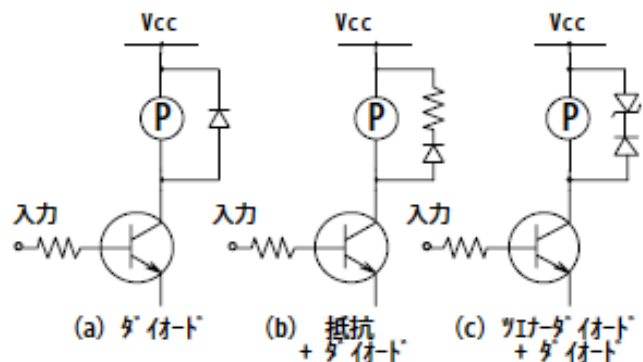 Vcc
Vcc
Vcc
P
P
P
入力
入力
入力
(a) ﾀﾞｲｵｰﾄﾞ
(b) 抵抗
+ ﾀﾞｲｵｰﾄﾞ
(c) ﾂｴﾅｰﾀﾞｲｵｰﾄﾞ
+ ﾀﾞｲｵｰﾄﾞ